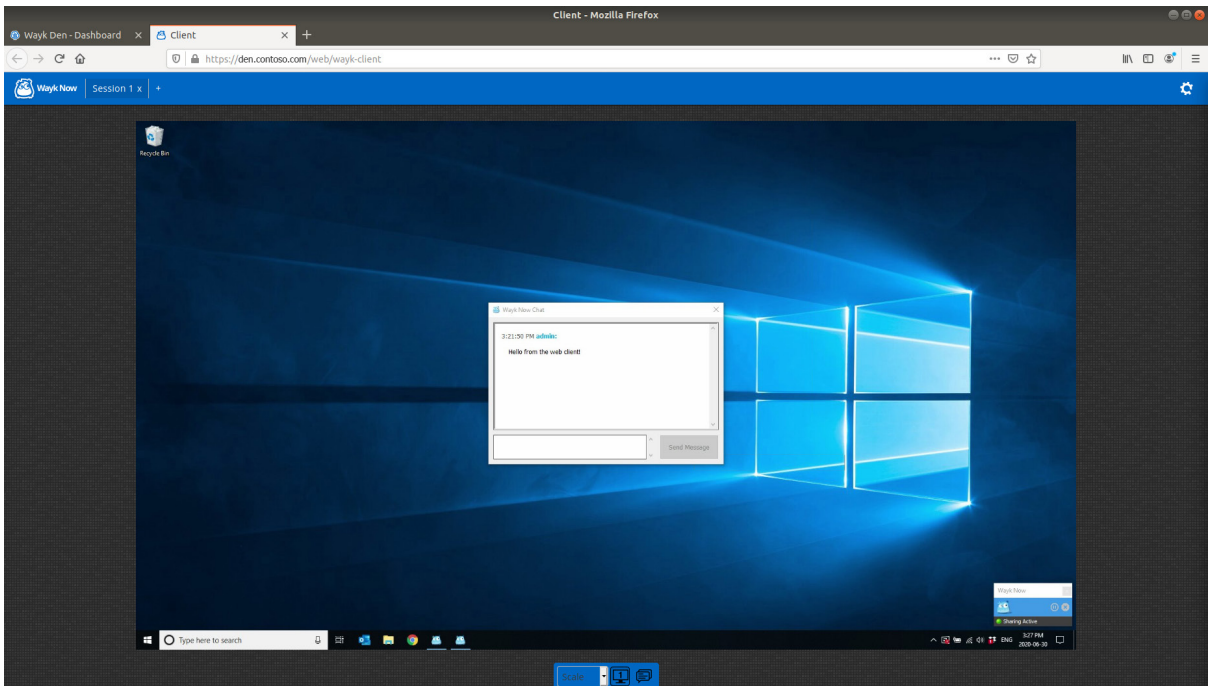 Client - Mozilla Firefox
Wayk Den - Dashboard
Client
https://den.contoso.com/web/wayk-client
Wayk Now
Session 1 x
+
Recycle Bin
Wayk Now Chat
3:21:50 PM admin:
Hello from the web client!
Send Message
Wayk Now
Sharing Active
Type here to search
ENG
3:27 PM
2020-06-30
Scale
1